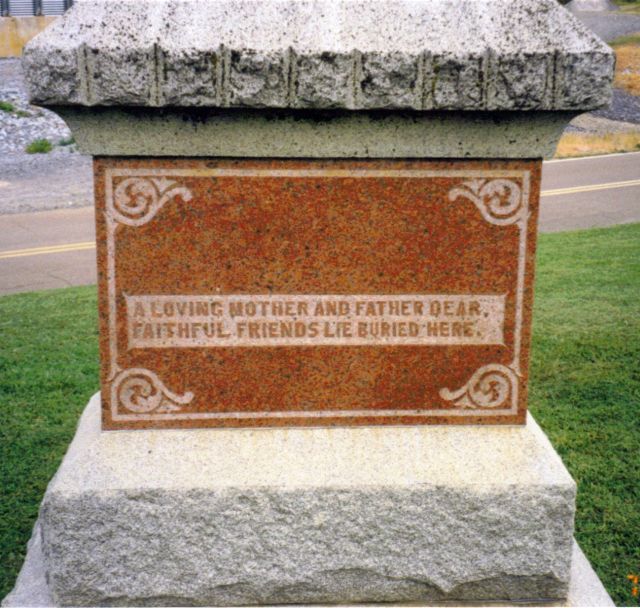 A LOVING MOTHER AND FATHER DEAR,
FAITHFUL FRIENDS LIE BURIED HERE.